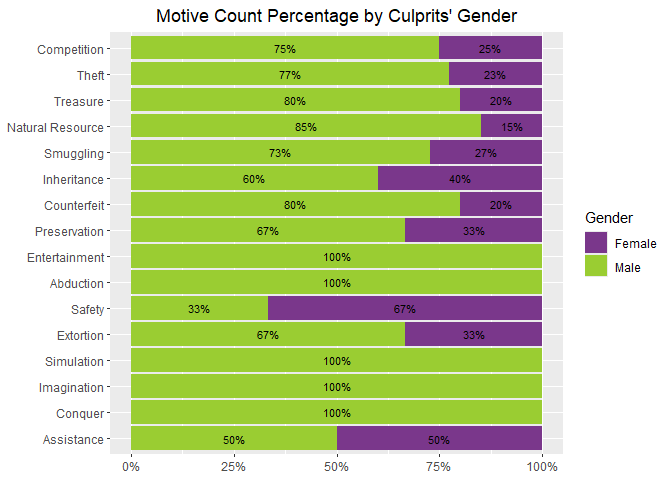 Motive Count Percentage by Culprits' Gender
Competition 75% 25%
Theft 77% 23%
Treasure 80% 20%
Natural Resource 85% 15%
Smuggling 73% 27%
Inheritance 60% 40%
Counterfeit 80% 20%
Preservation 67% 33%
Entertainment 100%
Abduction 100%
Safety 33% 67%
Extortion 67% 33%
Simulation 100%
Imagination 100%
Conquer 100%
Assistance 50% 50%
0% 25% 50% 75% 100%
Gender
Female
Male